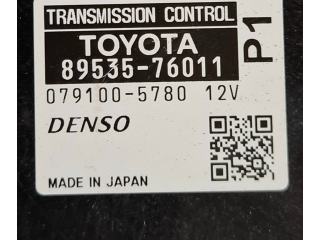 TRANSMISSION CONTROL
TOYOTA
89535-76011
P1
079100-5780 12V
DENSO
MADE IN JAPAN